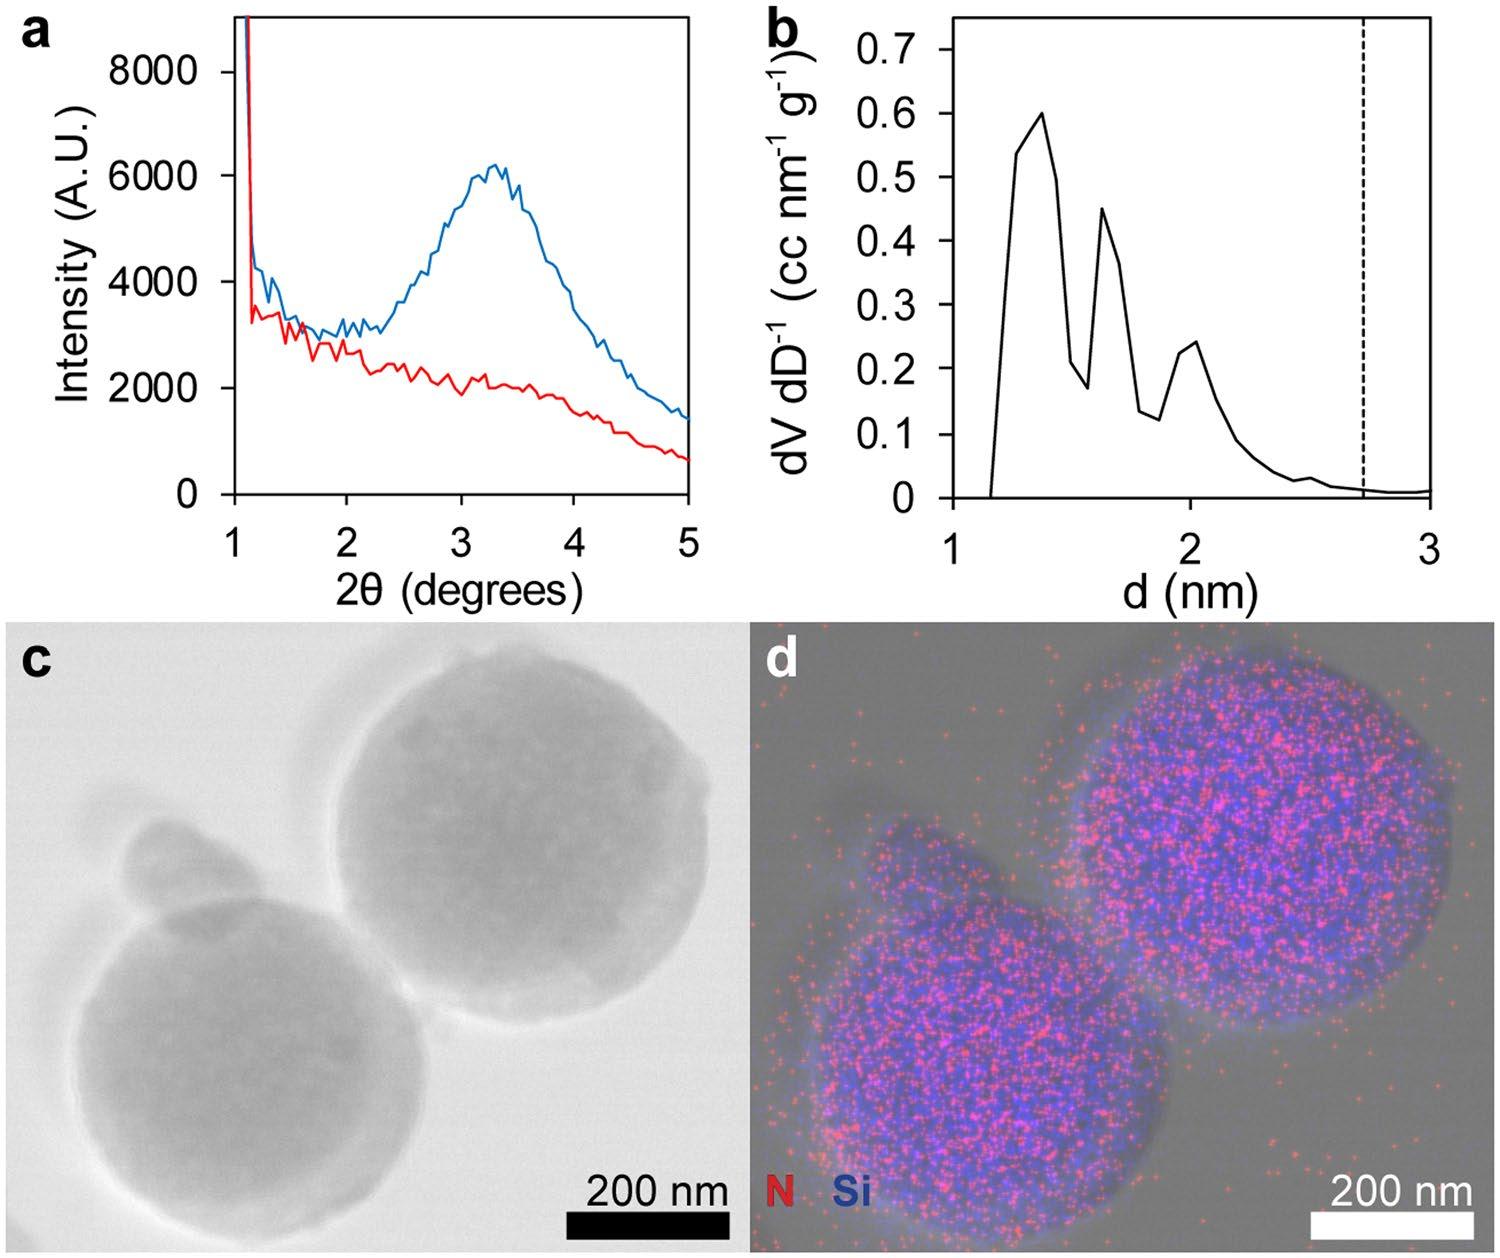 a
8000
6000
4000
2000
0
Intensity (A.U.)
1 2 3 4 5
2θ (degrees)
b
0.7
0.6
0.5
0.4
0.3
0.2
0.1
0
dV dD⁻¹ (cc nm⁻¹ g⁻¹)
1 2 3
d (nm)
c
200 nm
d
N Si
200 nm